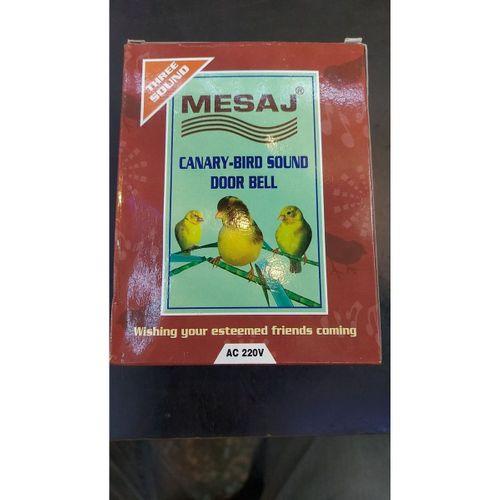 THREE
SOUND
MESAJ®
CANARY-BIRD SOUND
DOOR BELL
Wishing your esteemed friends coming
AC 220V